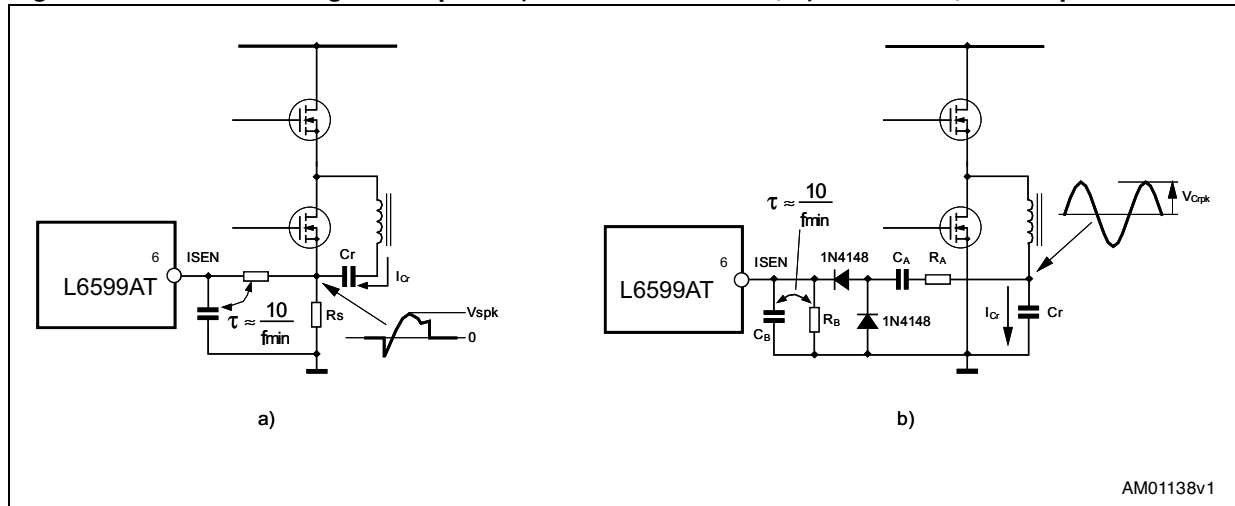 L6599AT
6
ISEN
τ ≈ 10
fmin
Cr
ICr
Rs
Vspk
0
a)
L6599AT
6
ISEN
τ ≈ 10
fmin
CB
RB
1N4148
1N4148
CA
RA
ICr
Cr
VCrpk
b)
AM01138v1